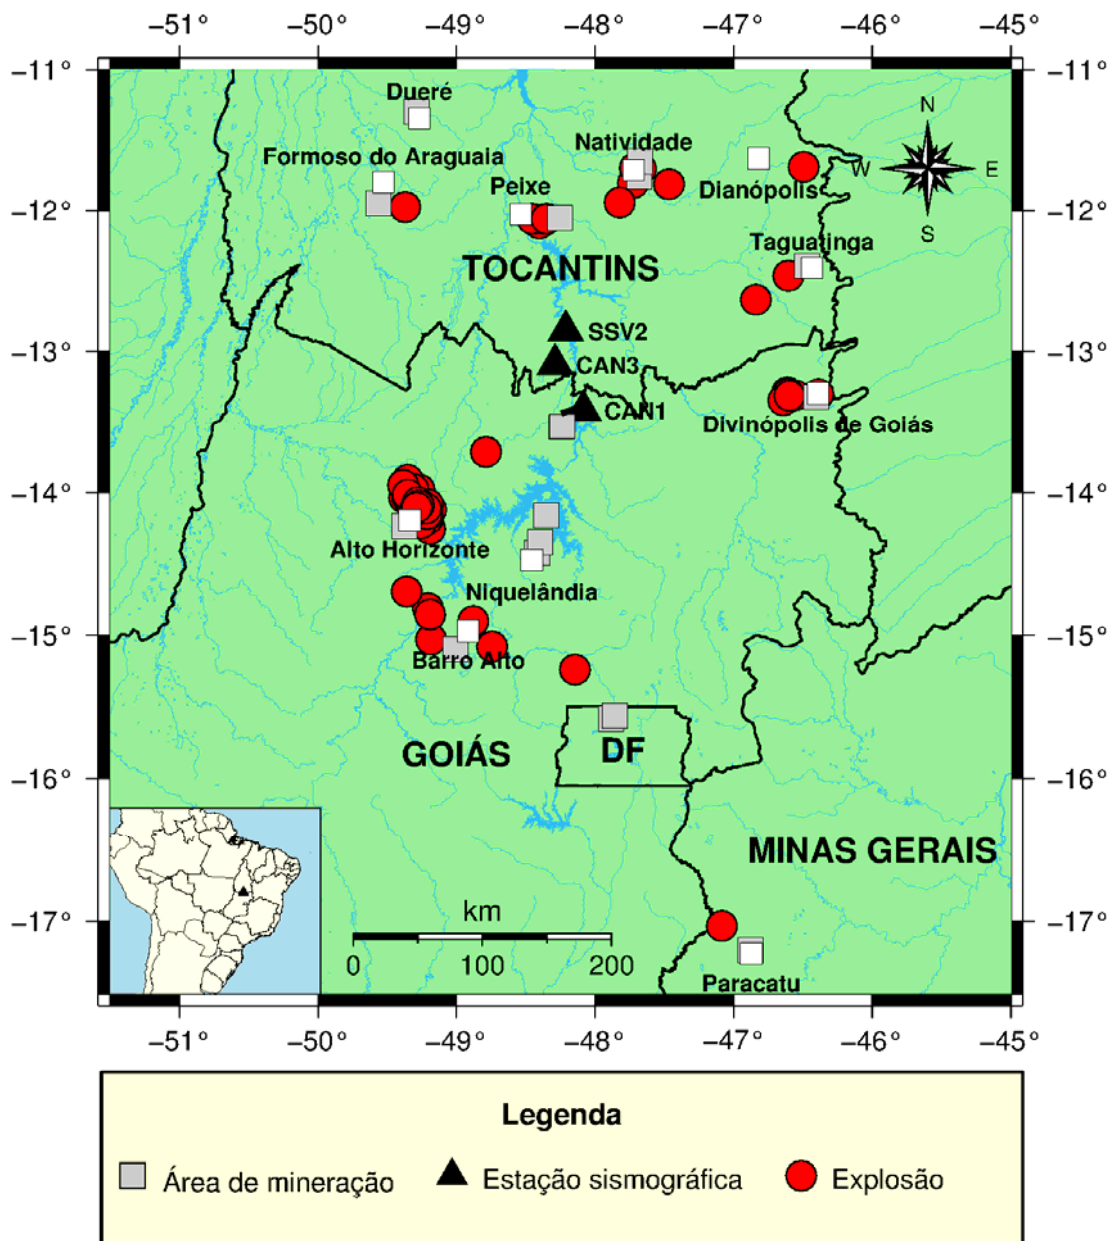 −51° −50° −49° −48° −47° −46° −45°
−11° −11°
Dueré
N
Natividade
Formoso do Araguaia
W E
Peixe
Dianópolis
−12° −12°
S
Taguatinga
TOCANTINS
SSV2
−13° −13°
CAN3
CAN1
Divinópolis de Goiás
−14° −14°
Alto Horizonte
Niquelândia
−15° −15°
Barro Alto
GOIÁS DF
−16° −16°
MINAS GERAIS
km
−17° −17°
0 100 200
Paracatu
−51° −50° −49° −48° −47° −46° −45°
Legenda
Área de mineração Estação sismográfica Explosão